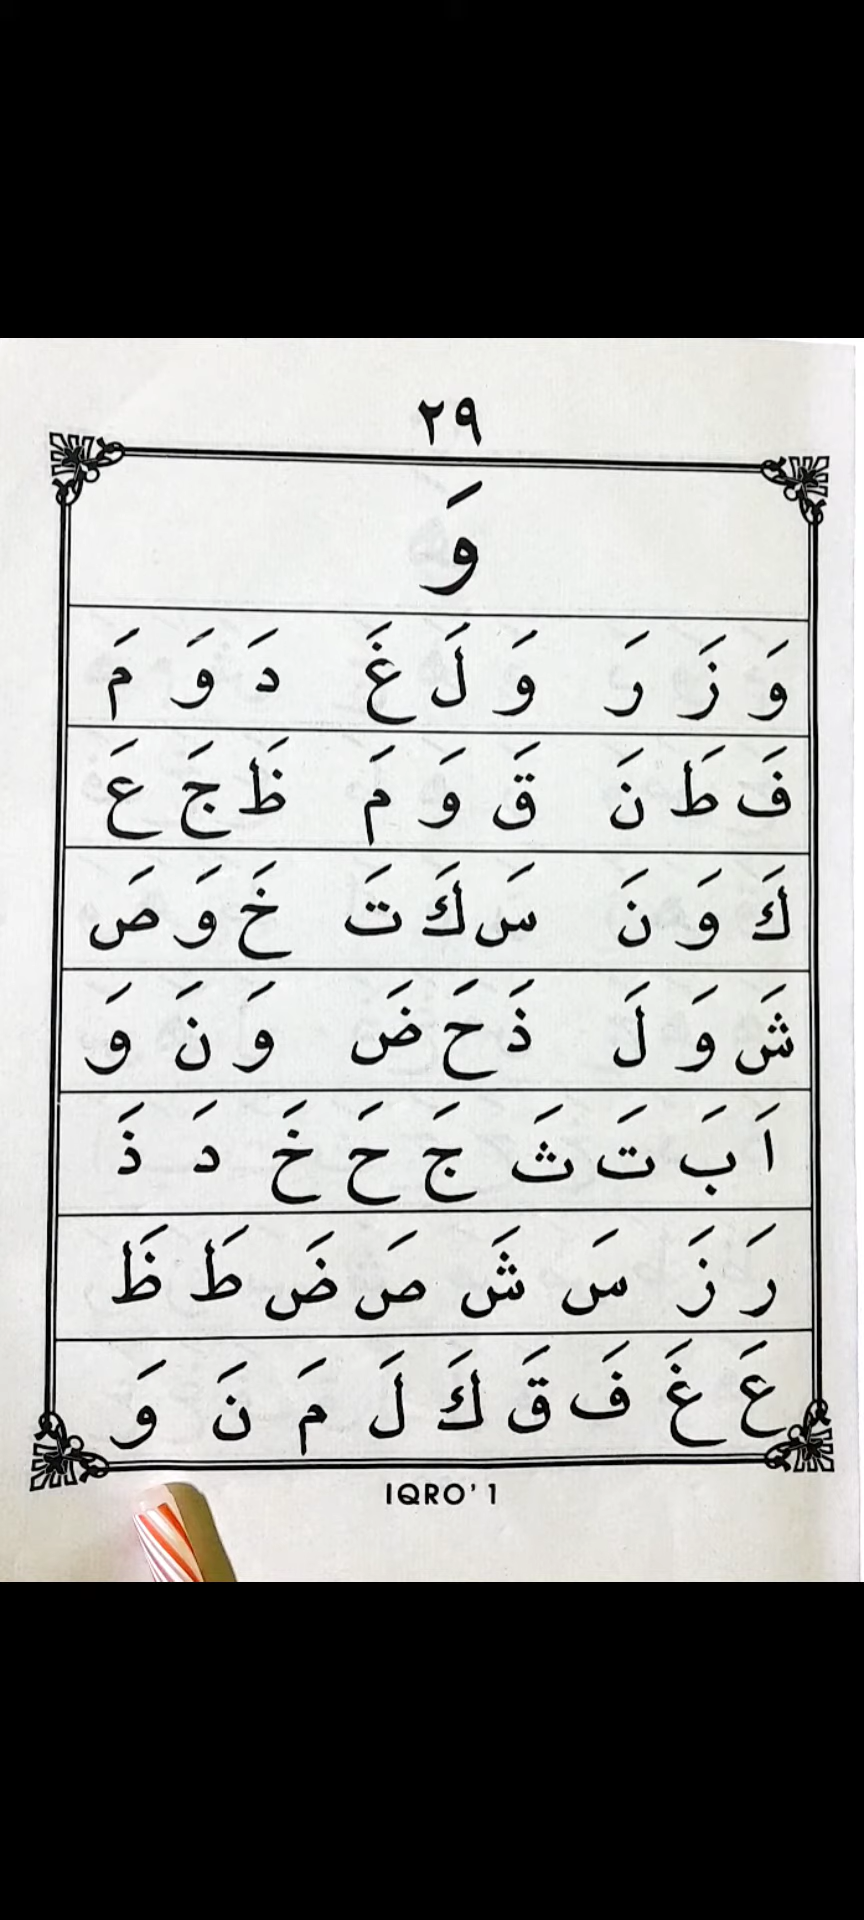 ٢٩
وَ
وَ زَ رَ وَ لَ غَ دَ وَ مَ
فَ طَ نَ قَ وَ مَ ظَ جَ عَ
كَ وَ نَ سَ كَ تَ خَ وَ صَ
شَ وَ لَ ذَ حَ ضَ وَ نَ وَ
اَ بَ تَ ثَ جَ حَ خَ دَ ذَ
رَ زَ سَ شَ صَ ضَ طَ ظَ
عَ غَ فَ قَ كَ لَ مَ نَ وَ
IQRO' 1